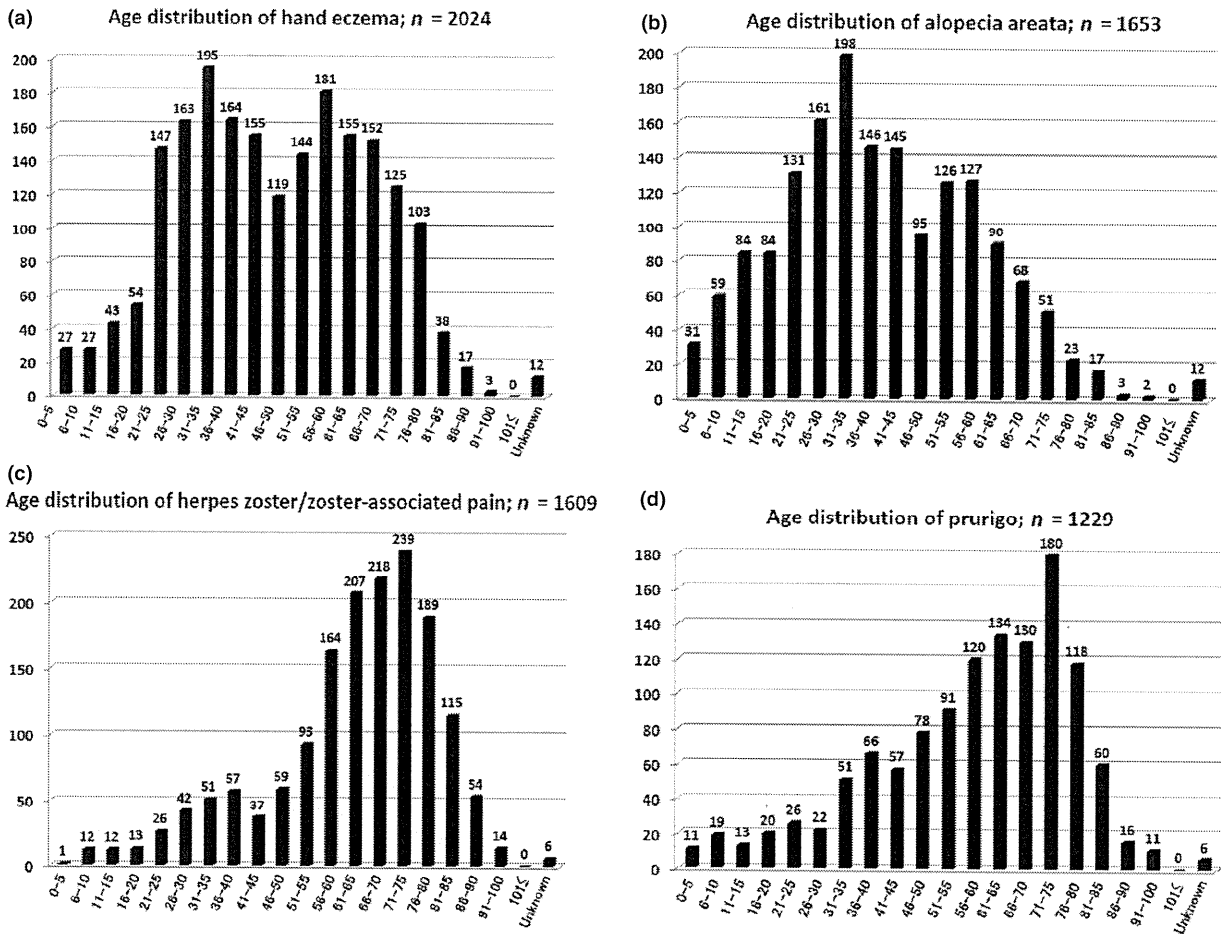 (a)
Age distribution of hand eczema; n = 2024
200
180
160
140
120
100
80
60
40
20
0
27 27 43 54 147 163 195 164 155 119 144 181 155 152 125 103 38 17 3 0 12
0–5 6–10 11–15 16–20 21–25 26–30 31–35 36–40 41–45 46–50 51–55 56–60 61–65 66–70 71–75 76–80 81–85 86–90 91–100 101≤ Unknown
(b)
Age distribution of alopecia areata; n = 1653
200
180
160
140
120
100
80
60
40
20
0
31 59 84 84 131 161 198 146 145 95 126 127 90 68 51 23 17 3 2 0 12
0–5 6–10 11–15 16–20 21–25 26–30 31–35 36–40 41–45 46–50 51–55 56–60 61–65 66–70 71–75 76–80 81–85 86–90 91–100 101≤ Unknown
(c)
Age distribution of herpes zoster/zoster-associated pain; n = 1609
250
200
150
100
50
0
1 12 12 13 26 42 51 57 37 59 93 164 207 218 239 189 115 54 14 0 6
0–5 6–10 11–15 16–20 21–25 26–30 31–35 36–40 41–45 46–50 51–55 56–60 61–65 66–70 71–75 76–80 81–85 86–90 91–100 101≤ Unknown
(d)
Age distribution of prurigo; n = 1229
180
160
140
120
100
80
60
40
20
0
11 19 13 20 26 22 51 66 57 78 91 120 134 130 180 118 60 16 11 0 6
0–5 6–10 11–15 16–20 21–25 26–30 31–35 36–40 41–45 46–50 51–55 56–60 61–65 66–70 71–75 76–80 81–85 86–90 91–100 101≤ Unknown